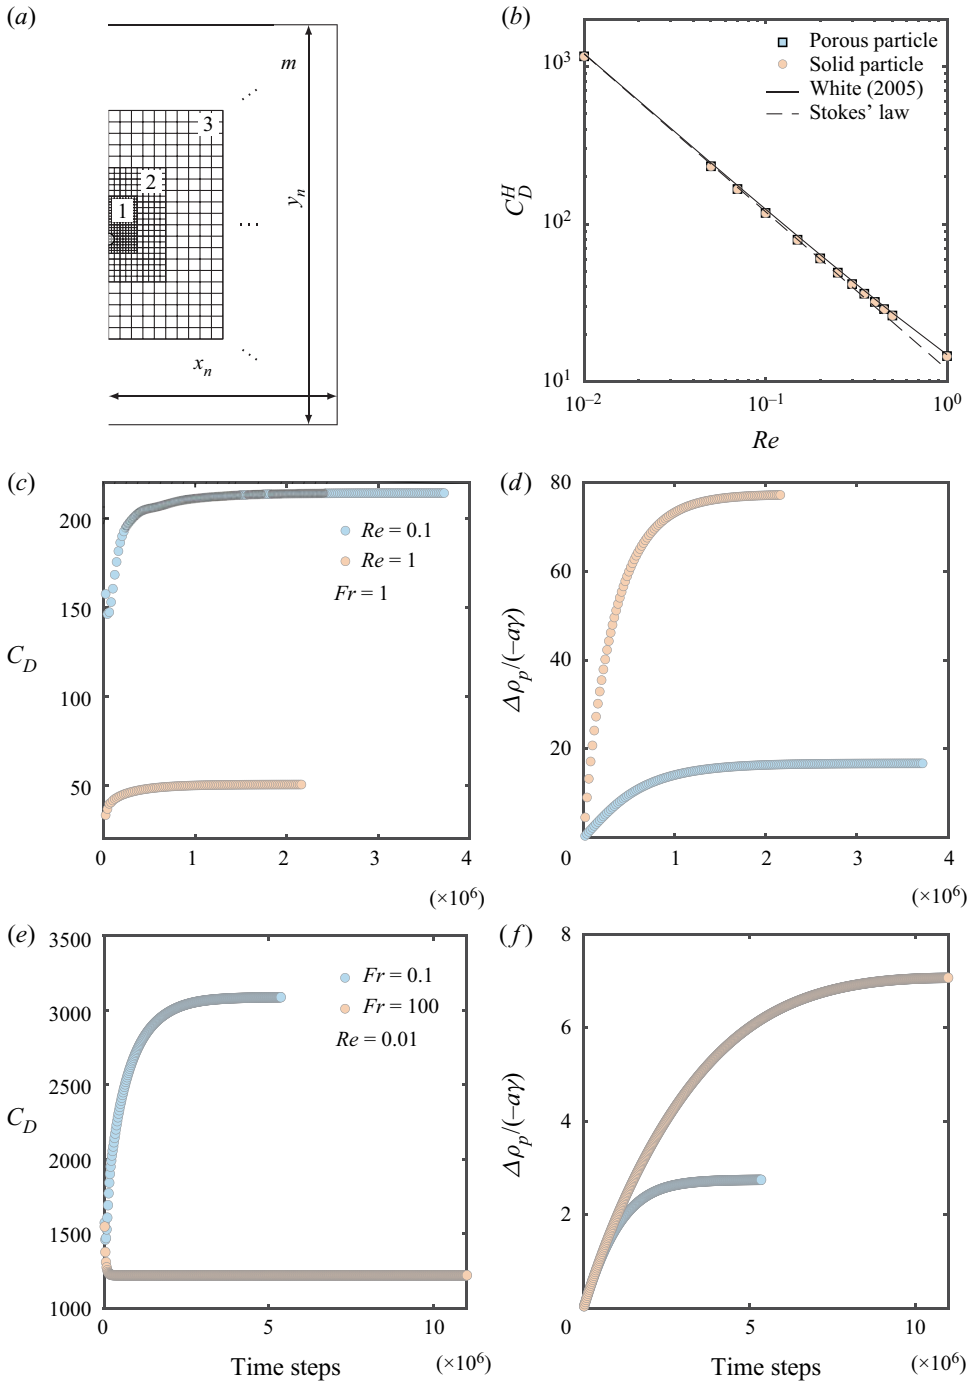 (a)
m
3
2
1
y_n
x_n
(b)
Porous particle
Solid particle
White (2005)
Stokes' law
10^3
10^2
10^1
C_D^H
10^–2
10^–1
10^0
Re
(c)
200
150
100
50
C_D
Re = 0.1
Re = 1
Fr = 1
0
1
2
3
4
(×10^6)
(d)
80
60
40
20
0
Δρ_p/(–aγ)
1
2
3
4
(×10^6)
(e)
3500
3000
2500
2000
1500
1000
C_D
Fr = 0.1
Fr = 100
Re = 0.01
0
5
10
Time steps
(×10^6)
(f)
8
6
4
2
0
Δρ_p/(–aγ)
5
10
Time steps
(×10^6)